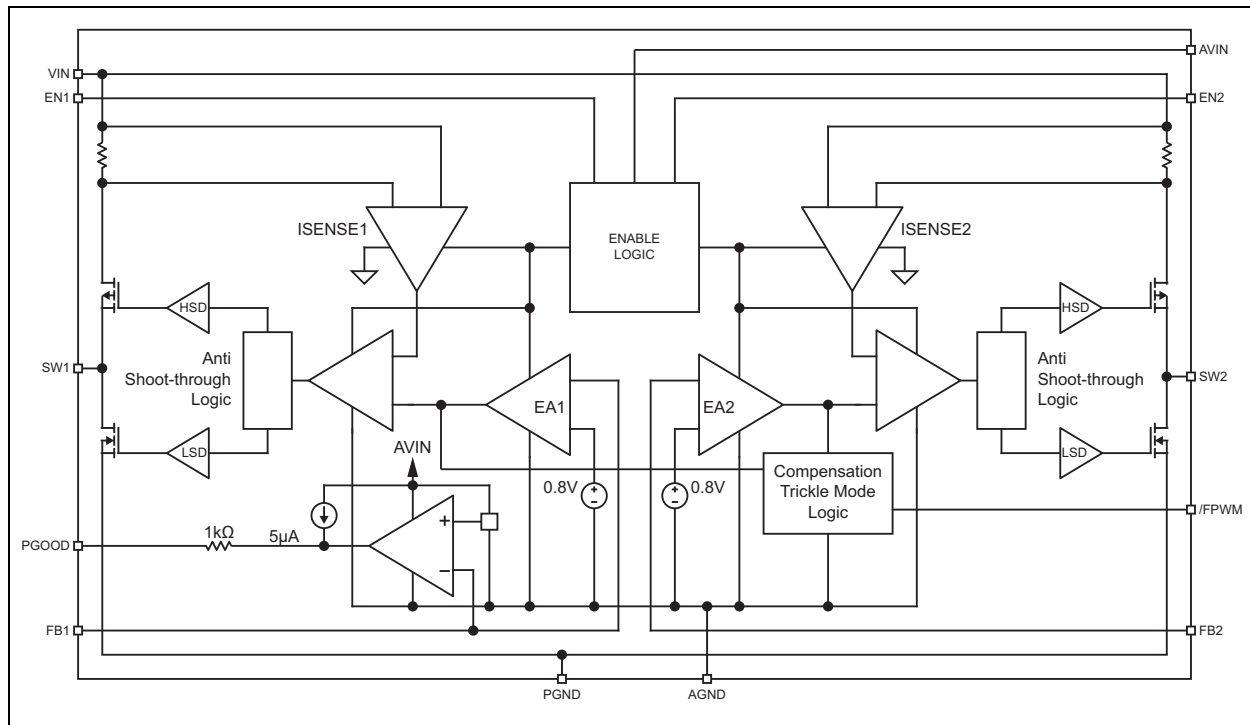 AVIN
VIN
EN1
EN2
ISENSE1
ENABLE
LOGIC
ISENSE2
HSD
HSD
SW1
Anti
Shoot-through
Logic
Anti
Shoot-through
Logic
SW2
EA1
EA2
LSD
LSD
AVIN
0.8V
+
−
+
−
0.8V
Compensation
Trickle Mode
Logic
/FPWM
PGOOD
1kΩ
5µA
+
−
FB1
FB2
PGND
AGND